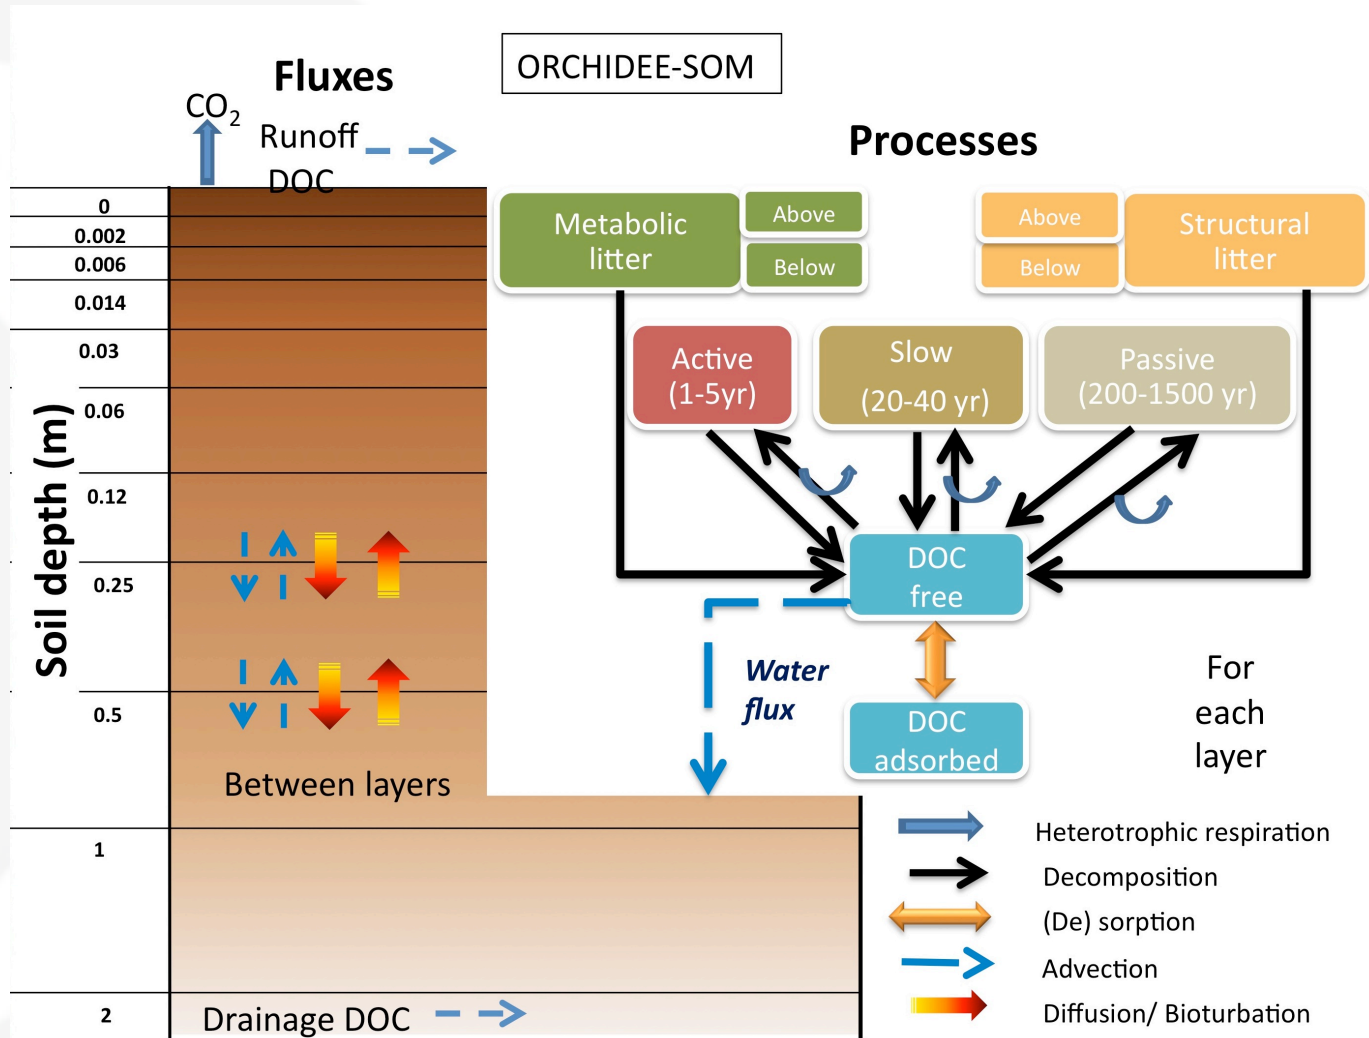 ORCHIDEE-SOM
Fluxes
CO₂
Runoff
DOC
Processes
Soil depth (m)
0
0.002
0.006
0.014
0.03
0.06
0.12
0.25
0.5
1
2
Between layers
Drainage DOC
Metabolic
litter
Above
Below
Above
Below
Structural
litter
Active
(1-5yr)
Slow
(20-40 yr)
Passive
(200-1500 yr)
DOC
free
Water
flux
DOC
adsorbed
For
each
layer
Heterotrophic respiration
Decomposition
(De) sorption
Advection
Diffusion/ Bioturbation